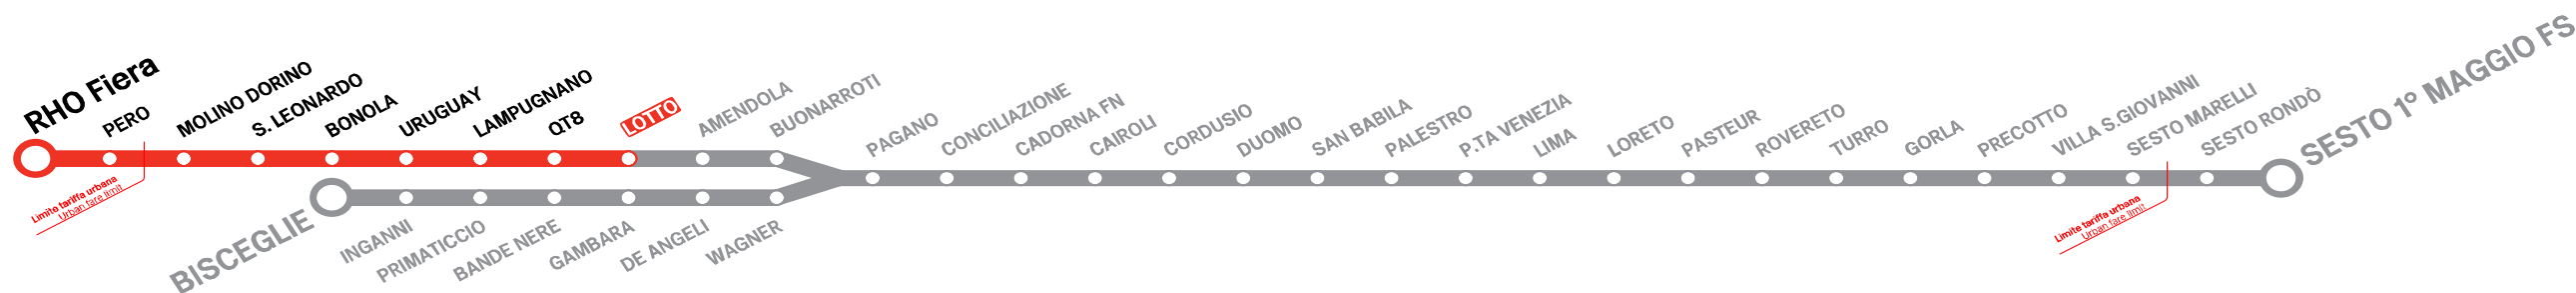 RHO Fiera
PERO
MOLINO DORINO
S. LEONARDO
BONOLA
URUGUAY
LAMPUGNANO
QT8
LOTTO
AMENDOLA
BUONARROTI
PAGANO
CONCILIAZIONE
CADORNA FN
CAIROLI
CORDUSIO
DUOMO
SAN BABILA
PALESTRO
P.TA VENEZIA
LIMA
LORETO
PASTEUR
ROVERETO
TURRO
GORLA
PRECOTTO
VILLA S.GIOVANNI
SESTO MARELLI
SESTO RONDÒ
SESTO 1° MAGGIO FS
Limite tariffa urbana
Urban fare limit
BISCEGLIE
INGANNI
PRIMATICCIO
BANDE NERE
GAMBARA
DE ANGELI
WAGNER
Limite tariffa urbana
Urban fare limit